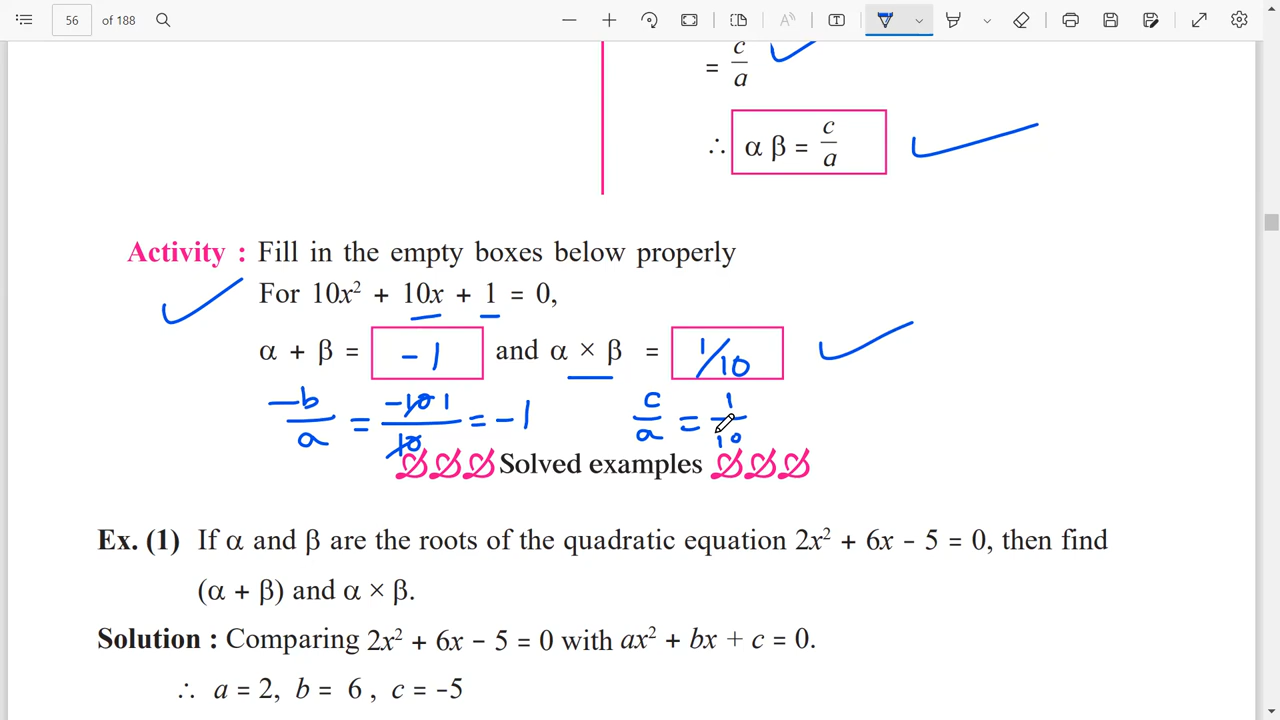 56 of 188
= c/a
∴ α β = c/a
Activity : Fill in the empty boxes below properly
For 10x² + 10x + 1 = 0,
α + β = -1 and α × β = 1/10
-b/a = -10 1/10 = -1 c/a = 1/10
Solved examples
Ex. (1) If α and β are the roots of the quadratic equation 2x² + 6x - 5 = 0, then find
(α + β) and α × β.
Solution : Comparing 2x² + 6x - 5 = 0 with ax² + bx + c = 0.
∴ a = 2, b = 6 , c = -5